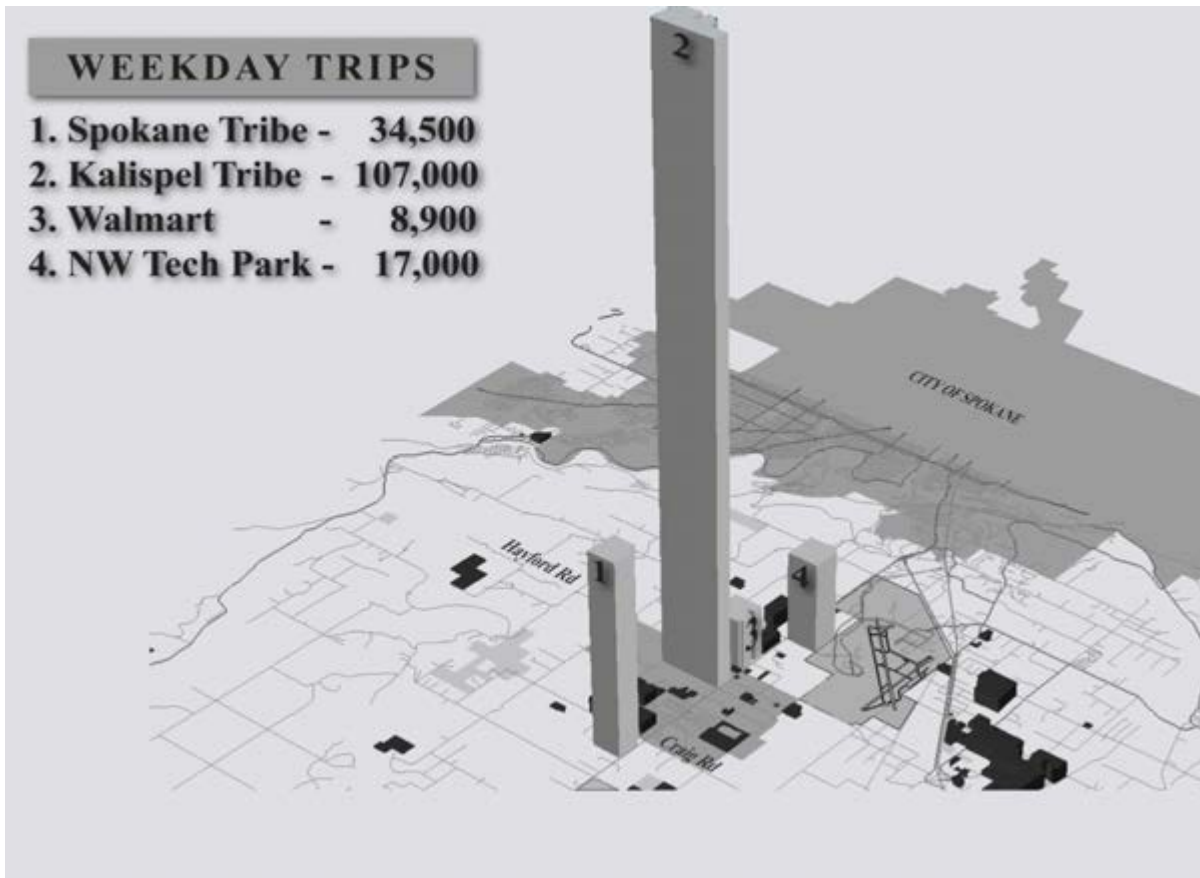 WEEKDAY TRIPS
1. Spokane Tribe - 34,500
2. Kalispel Tribe - 107,000
3. Walmart - 8,900
4. NW Tech Park - 17,000
2
CITY OF SPOKANE
Hayford Rd
1
4
3
Craig Rd